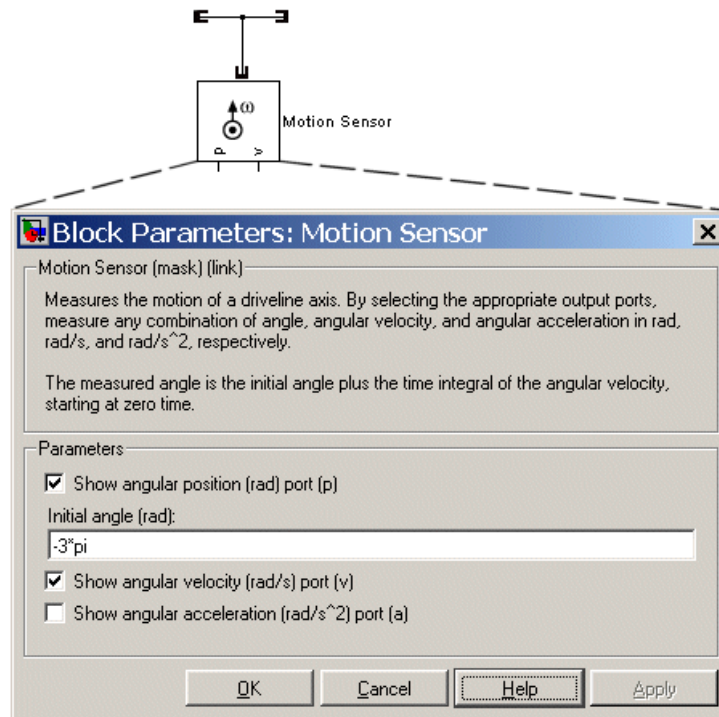 ω
p v
Motion Sensor
Block Parameters: Motion Sensor
Motion Sensor (mask) (link)
Measures the motion of a driveline axis. By selecting the appropriate output ports,
measure any combination of angle, angular velocity, and angular acceleration in rad,
rad/s, and rad/s^2, respectively.
The measured angle is the initial angle plus the time integral of the angular velocity,
starting at zero time.
Parameters
Show angular position (rad) port (p)
Initial angle (rad):
-3*pi
Show angular velocity (rad/s) port (v)
Show angular acceleration (rad/s^2) port (a)
OK Cancel Help Apply